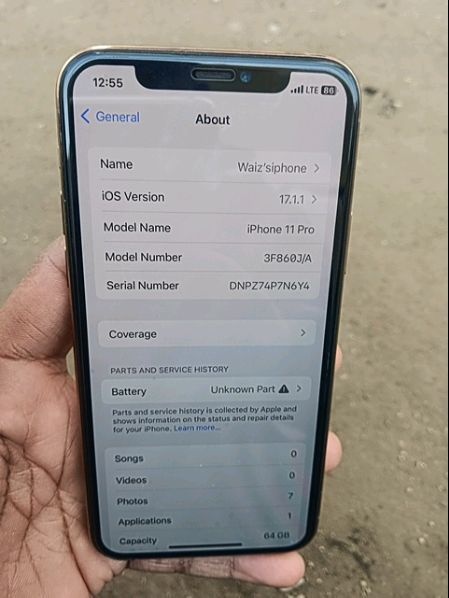 12:55 LTE 86
General About
Name Waiz'siphone
iOS Version 17.1.1
Model Name iPhone 11 Pro
Model Number 3F860J/A
Serial Number DNPZ74P7N6Y4
Coverage
PARTS AND SERVICE HISTORY
Battery Unknown Part
Parts and service history is collected by Apple and
shows information on the status and repair details
for your iPhone. Learn more...
Songs 0
Videos 0
Photos 7
Applications 1
Capacity 64 GB